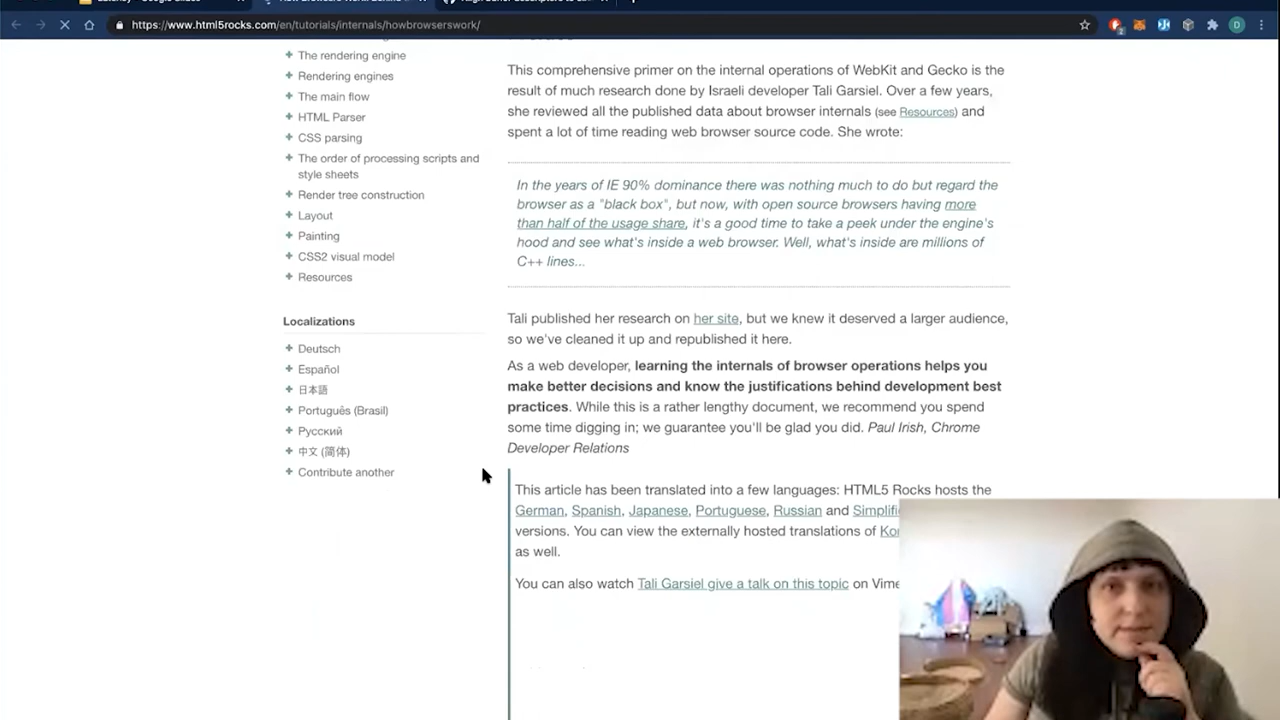 https://www.html5rocks.com/en/tutorials/internals/howbrowserswork/
D
The rendering engine
Rendering engines
The main flow
HTML Parser
CSS parsing
The order of processing scripts and
style sheets
Render tree construction
Layout
Painting
CSS2 visual model
Resources
Localizations
Deutsch
Español
日本語
Português (Brasil)
Русский
中文 (简体)
Contribute another
This comprehensive primer on the internal operations of WebKit and Gecko is the
result of much research done by Israeli developer Tali Garsiel. Over a few years,
she reviewed all the published data about browser internals (see Resources) and
spent a lot of time reading web browser source code. She wrote:
In the years of IE 90% dominance there was nothing much to do but regard the
browser as a "black box", but now, with open source browsers having more
than half of the usage share, it's a good time to take a peek under the engine's
hood and see what's inside a web browser. Well, what's inside are millions of
C++ lines...
Tali published her research on her site, but we knew it deserved a larger audience,
so we've cleaned it up and republished it here.
As a web developer, learning the internals of browser operations helps you
make better decisions and know the justifications behind development best
practices. While this is a rather lengthy document, we recommend you spend
some time digging in; we guarantee you'll be glad you did. Paul Irish, Chrome
Developer Relations
This article has been translated into a few languages: HTML5 Rocks hosts the
German, Spanish, Japanese, Portuguese, Russian and Simplifi
versions. You can view the externally hosted translations of Ko
as well.
You can also watch Tali Garsiel give a talk on this topic on Vime